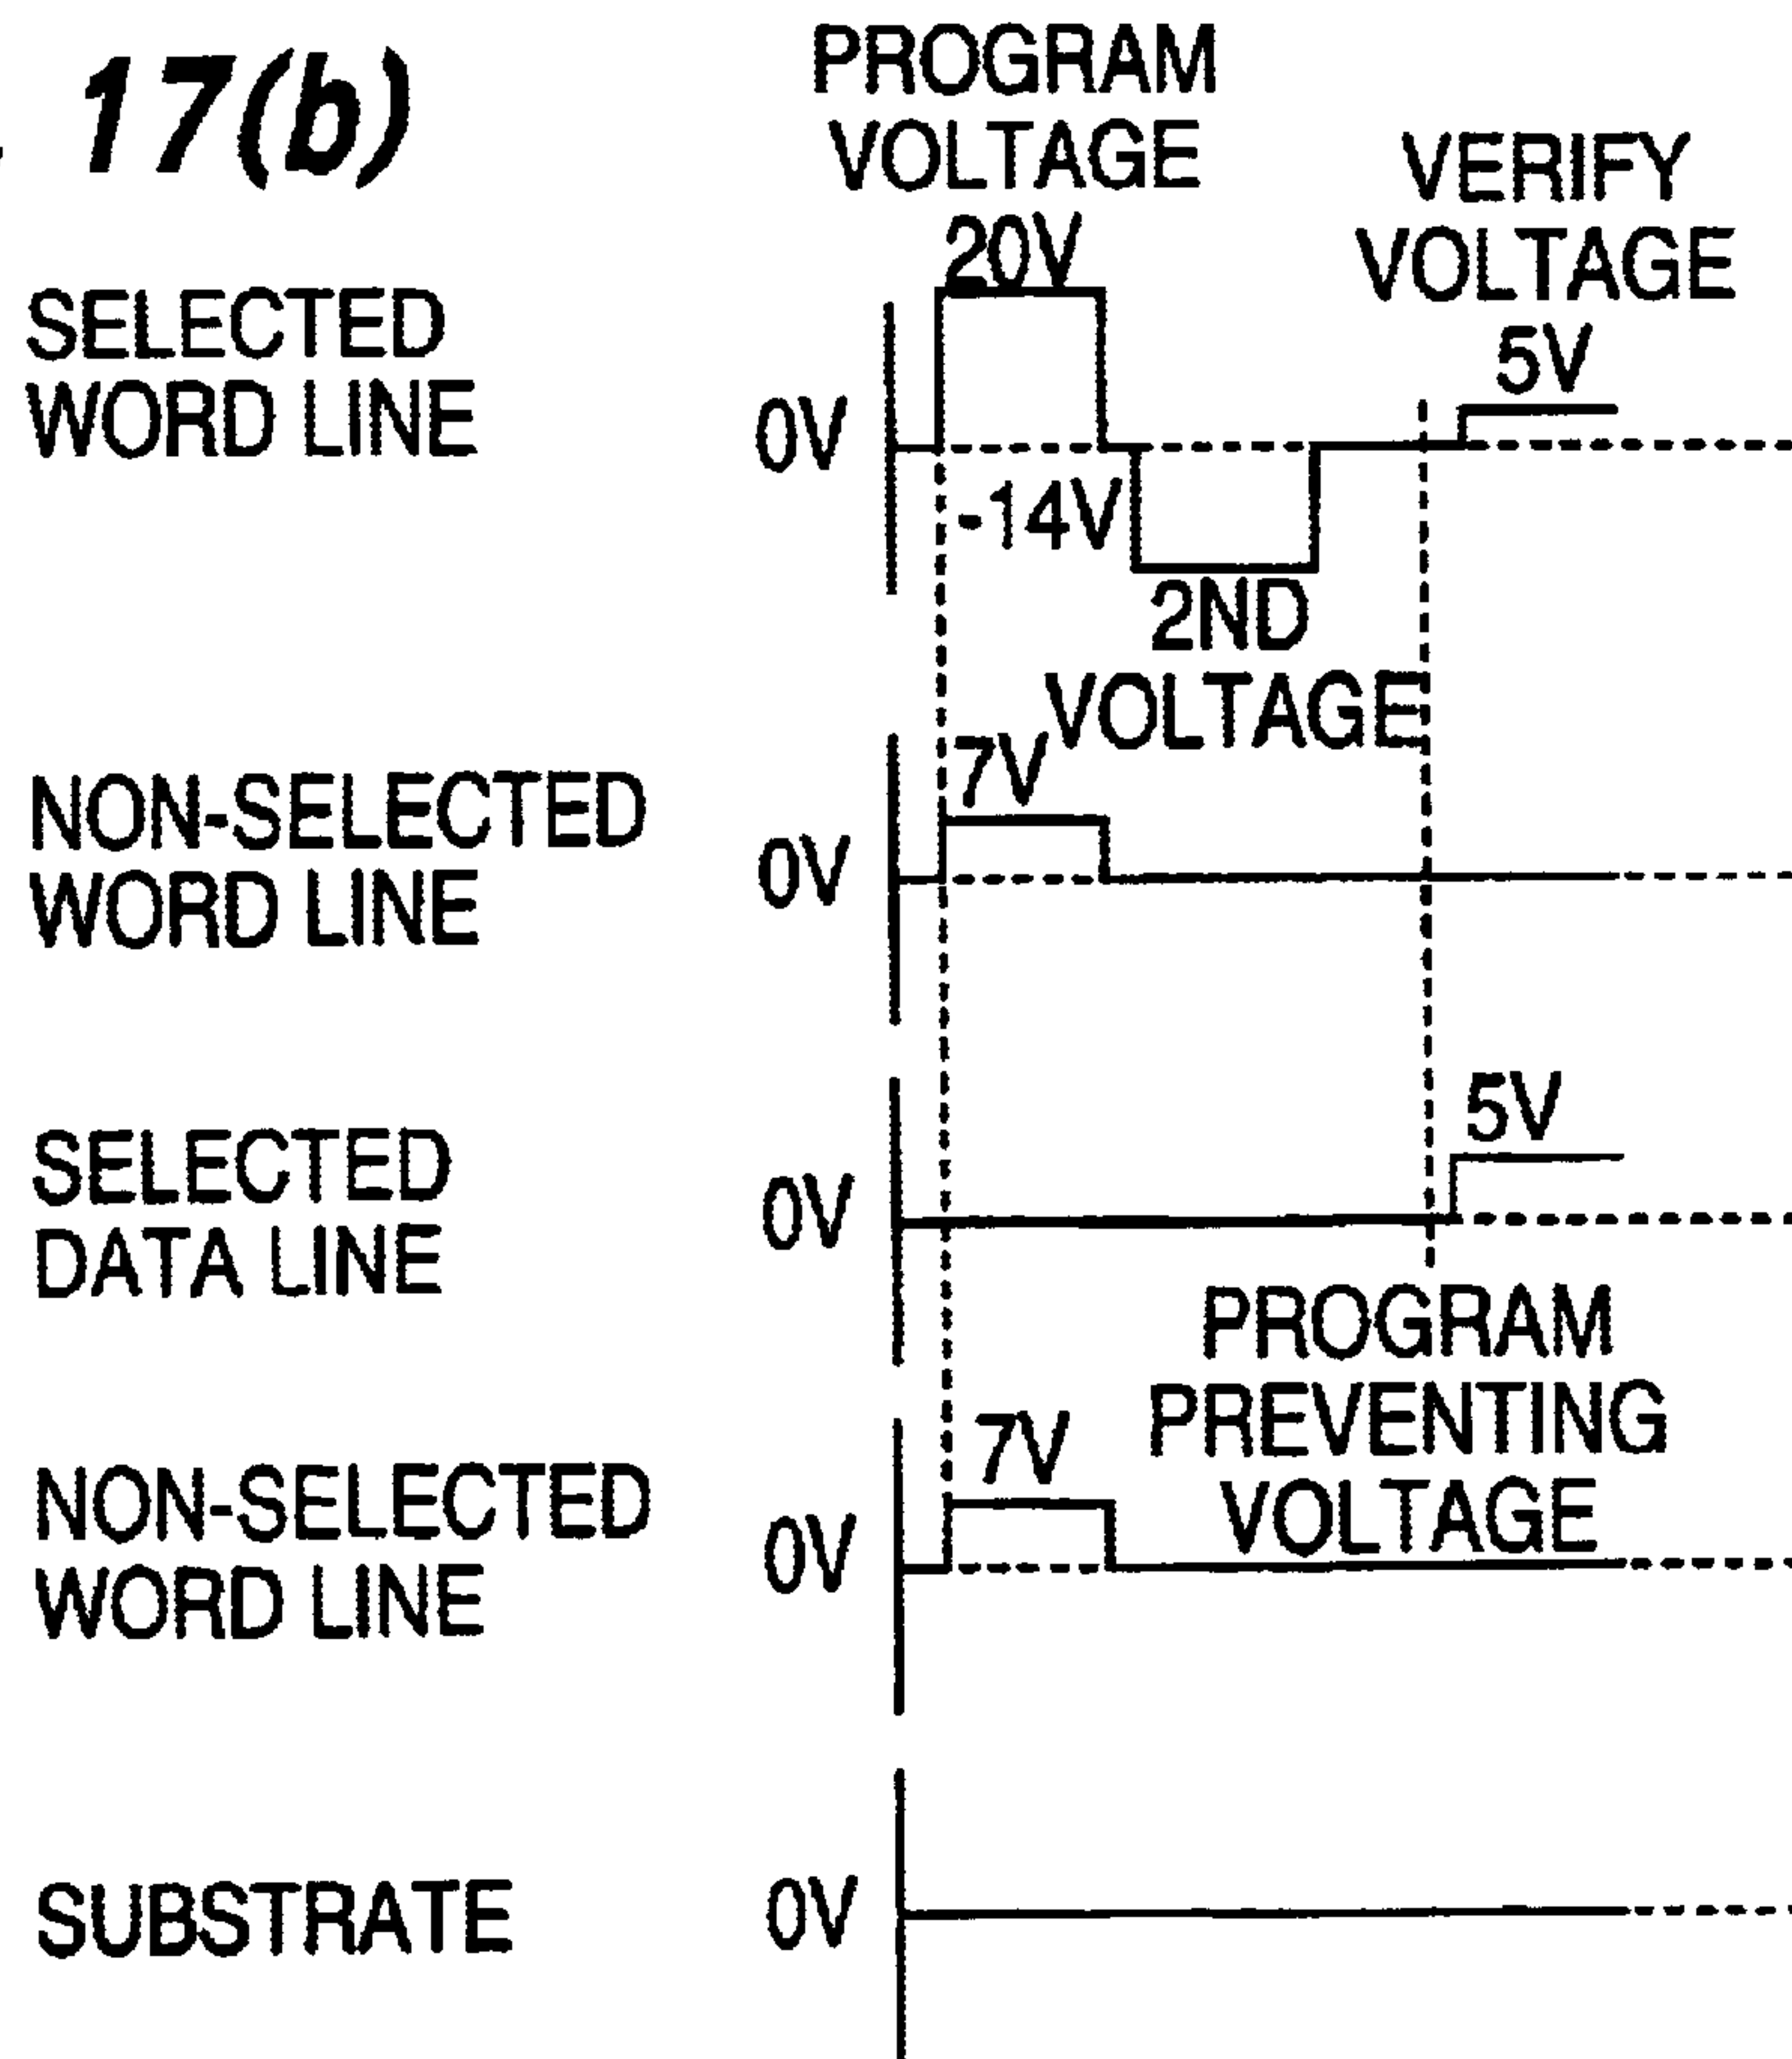 17(b)
PROGRAM
VOLTAGE
20V
VERIFY
VOLTAGE
5V
SELECTED
WORD LINE
0V
-14V
2ND
VOLTAGE
7V
NON-SELECTED
WORD LINE
0V
5V
SELECTED
DATA LINE
0V
PROGRAM
PREVENTING
VOLTAGE
7V
NON-SELECTED
WORD LINE
0V
SUBSTRATE
0V